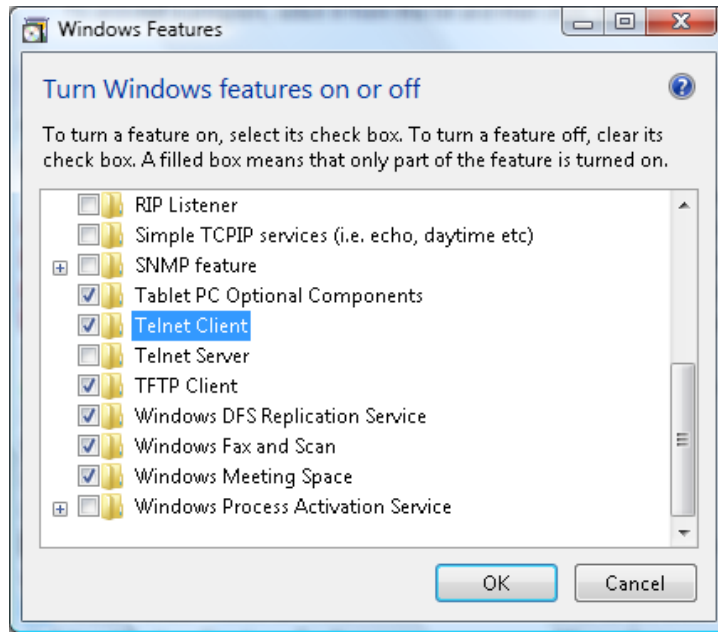 Windows Features
Turn Windows features on or off
To turn a feature on, select its check box. To turn a feature off, clear its
check box. A filled box means that only part of the feature is turned on.
RIP Listener
Simple TCPIP services (i.e. echo, daytime etc)
SNMP feature
Tablet PC Optional Components
Telnet Client
Telnet Server
TFTP Client
Windows DFS Replication Service
Windows Fax and Scan
Windows Meeting Space
Windows Process Activation Service
OK
Cancel